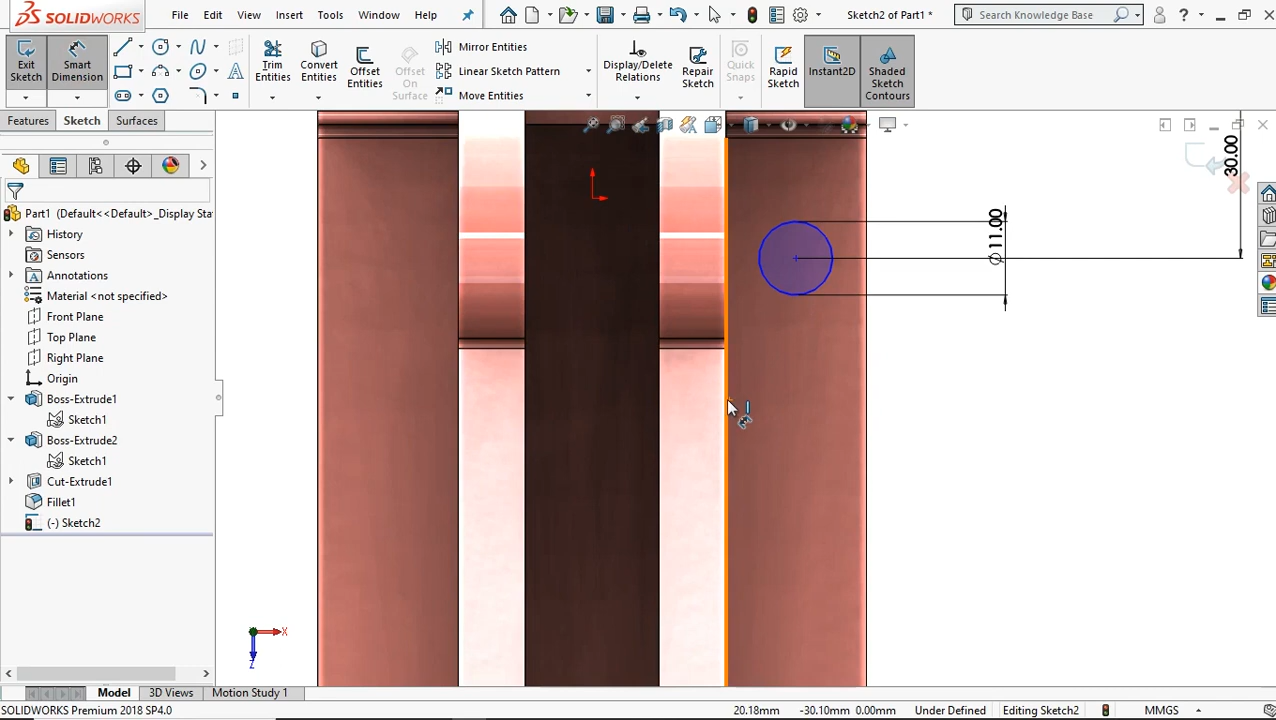 SOLIDWORKS
File Edit View Insert Tools Window Help
Sketch2 of Part1 *
Search Knowledge Base
Exit Sketch
Smart Dimension
Trim Entities
Convert Entities
Offset Entities
Offset On Surface
Mirror Entities
Linear Sketch Pattern
Move Entities
Display/Delete Relations
Repair Sketch
Quick Snaps
Rapid Sketch
Instant2D
Shaded Sketch Contours
Features Sketch Surfaces
Part1 (Default<<Default>_Display Sta
History
Sensors
Annotations
Material <not specified>
Front Plane
Top Plane
Right Plane
Origin
Boss-Extrude1
Sketch1
Boss-Extrude2
Sketch1
Cut-Extrude1
Fillet1
(-) Sketch2
30.00
∅ 11.00
X
Z
Model 3D Views Motion Study 1
SOLIDWORKS Premium 2018 SP4.0
20.18mm -30.10mm 0.00mm Under Defined Editing Sketch2 MMGS